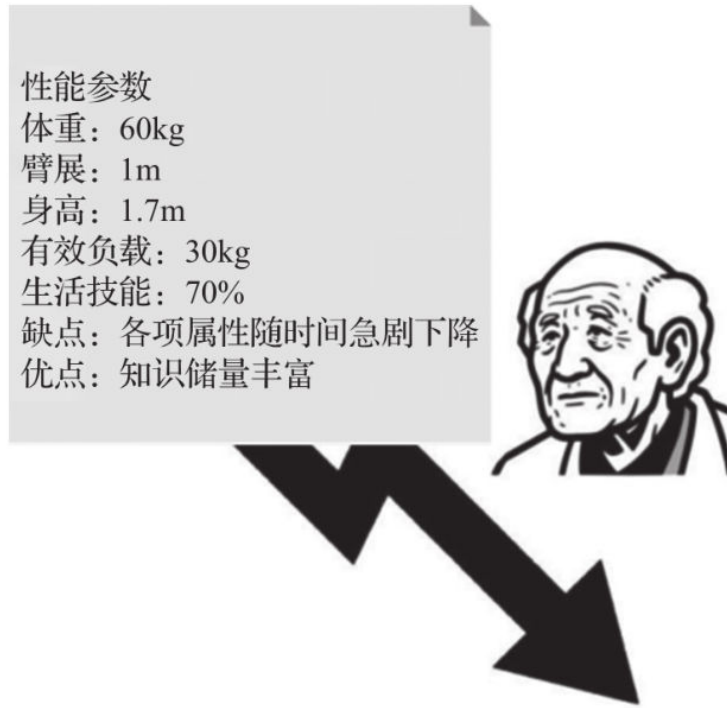 性能参数
体重：60kg
臂展：1m
身高：1.7m
有效负载：30kg
生活技能：70%
缺点：各项属性随时间急剧下降
优点：知识储量丰富